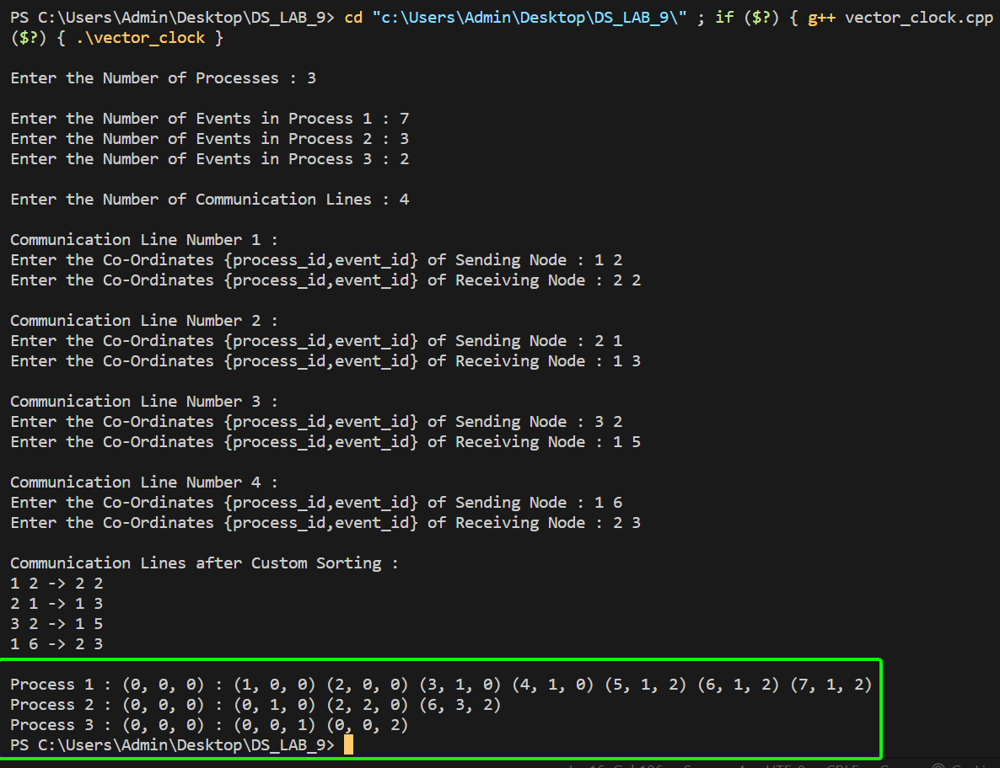 PS C:\Users\Admin\Desktop\DS_LAB_9> cd "c:\Users\Admin\Desktop\DS_LAB_9\" ; if ($?) { g++ vector_clock.cpp
($?) { .\vector_clock }
Enter the Number of Processes : 3
Enter the Number of Events in Process 1 : 7
Enter the Number of Events in Process 2 : 3
Enter the Number of Events in Process 3 : 2
Enter the Number of Communication Lines : 4
Communication Line Number 1 :
Enter the Co-Ordinates {process_id,event_id} of Sending Node : 1 2
Enter the Co-Ordinates {process_id,event_id} of Receiving Node : 2 2
Communication Line Number 2 :
Enter the Co-Ordinates {process_id,event_id} of Sending Node : 2 1
Enter the Co-Ordinates {process_id,event_id} of Receiving Node : 1 3
Communication Line Number 3 :
Enter the Co-Ordinates {process_id,event_id} of Sending Node : 3 2
Enter the Co-Ordinates {process_id,event_id} of Receiving Node : 1 5
Communication Line Number 4 :
Enter the Co-Ordinates {process_id,event_id} of Sending Node : 1 6
Enter the Co-Ordinates {process_id,event_id} of Receiving Node : 2 3
Communication Lines after Custom Sorting :
1 2 -> 2 2
2 1 -> 1 3
3 2 -> 1 5
1 6 -> 2 3
Process 1 : (0, 0, 0) : (1, 0, 0) (2, 0, 0) (3, 1, 0) (4, 1, 0) (5, 1, 2) (6, 1, 2) (7, 1, 2)
Process 2 : (0, 0, 0) : (0, 1, 0) (2, 2, 0) (6, 3, 2)
Process 3 : (0, 0, 0) : (0, 0, 1) (0, 0, 2)
PS C:\Users\Admin\Desktop\DS_LAB_9>